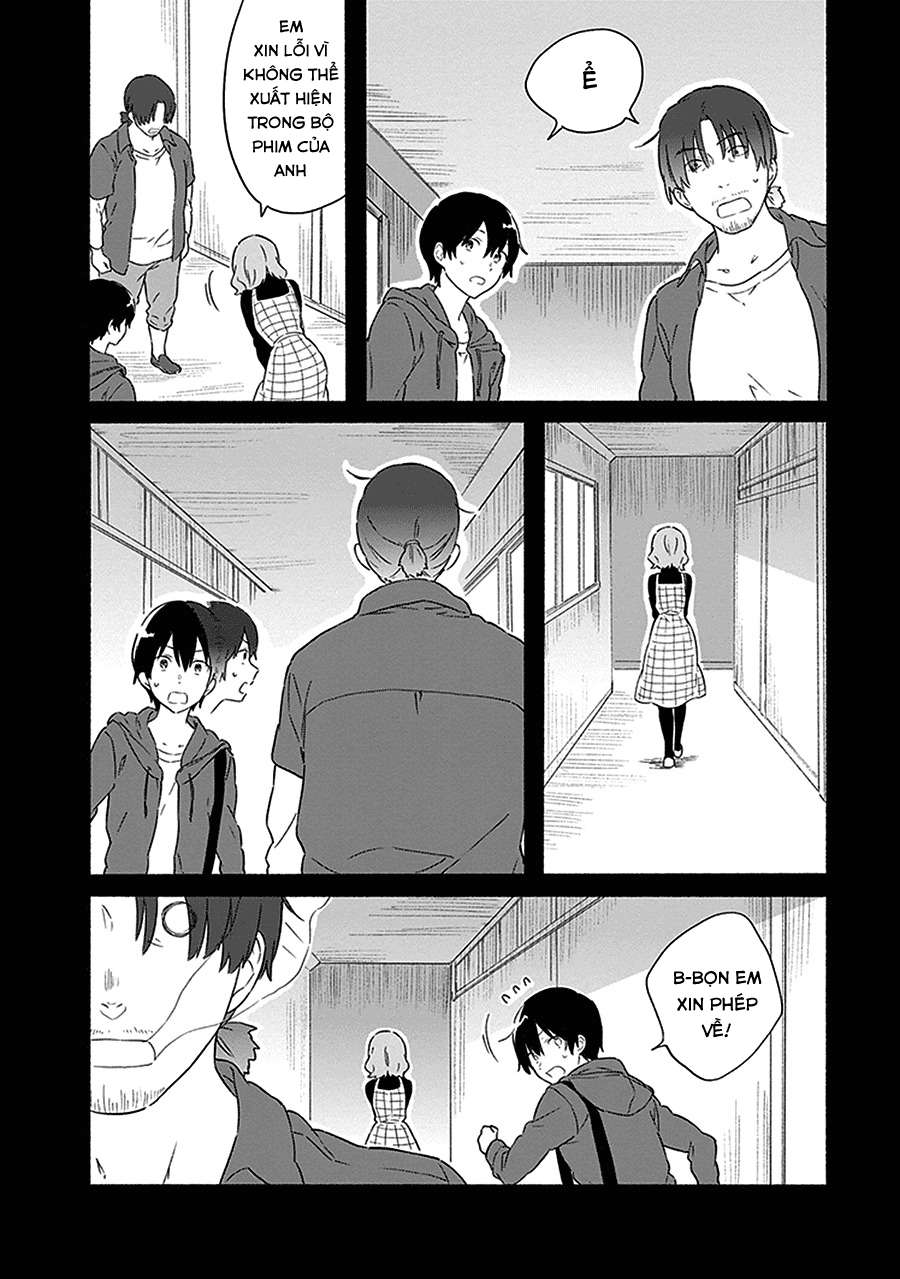 Ể
EM
XIN LỖI VÌ
KHÔNG THỂ
XUẤT HIỆN
TRONG BỘ
PHIM CỦA
ANH
B-BỌN EM
XIN PHÉP
VỀ!